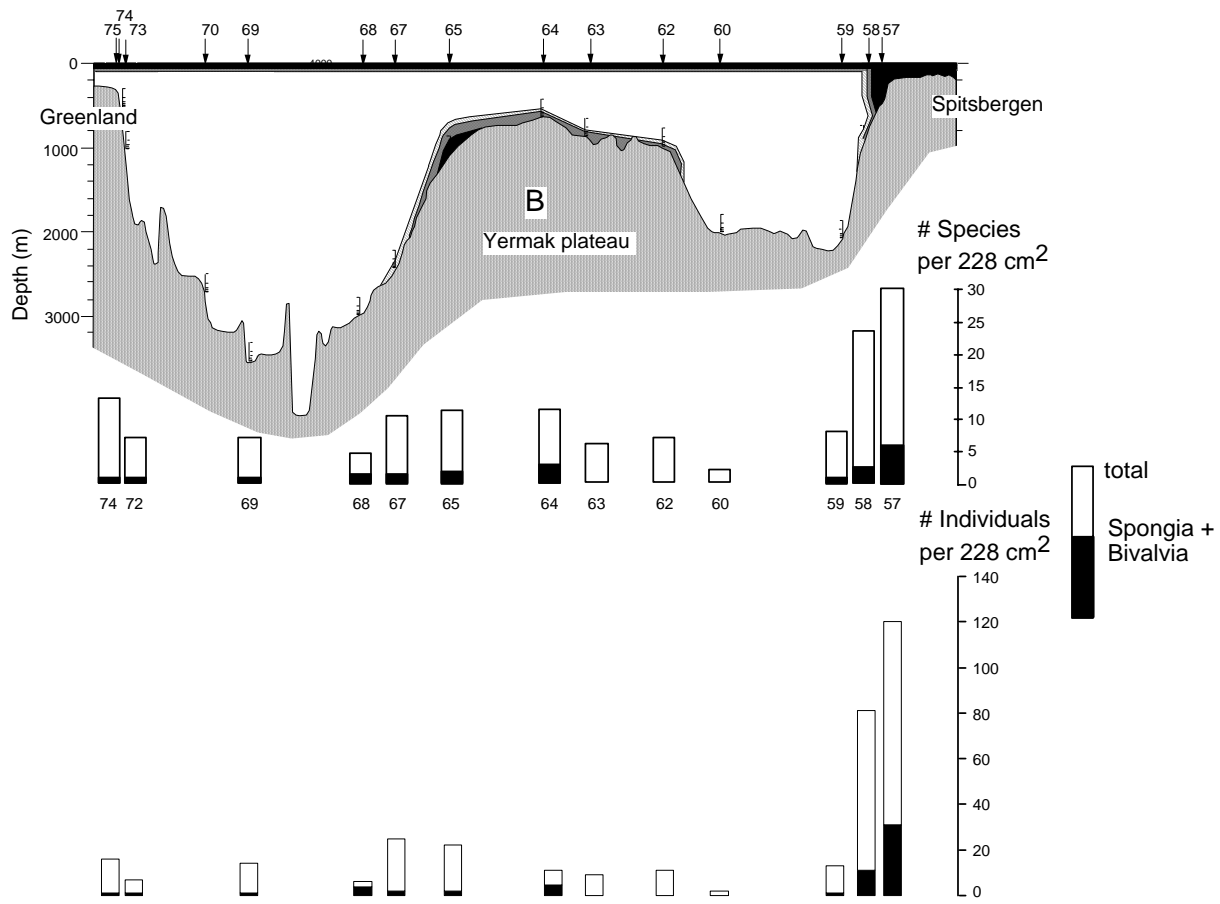 74
75 73 70 69 68 67 65 64 63 62 60 59 58 57
0
Greenland
Spitsbergen
1000
2000
3000
Depth (m)
B
Yermak plateau
# Species
per 228 cm2
30
25
20
15
10
5
0
74 72 69 68 67 65 64 63 62 60 59 58 57
total
Spongia +
Bivalvia
# Individuals
per 228 cm2
140
120
100
80
60
40
20
0